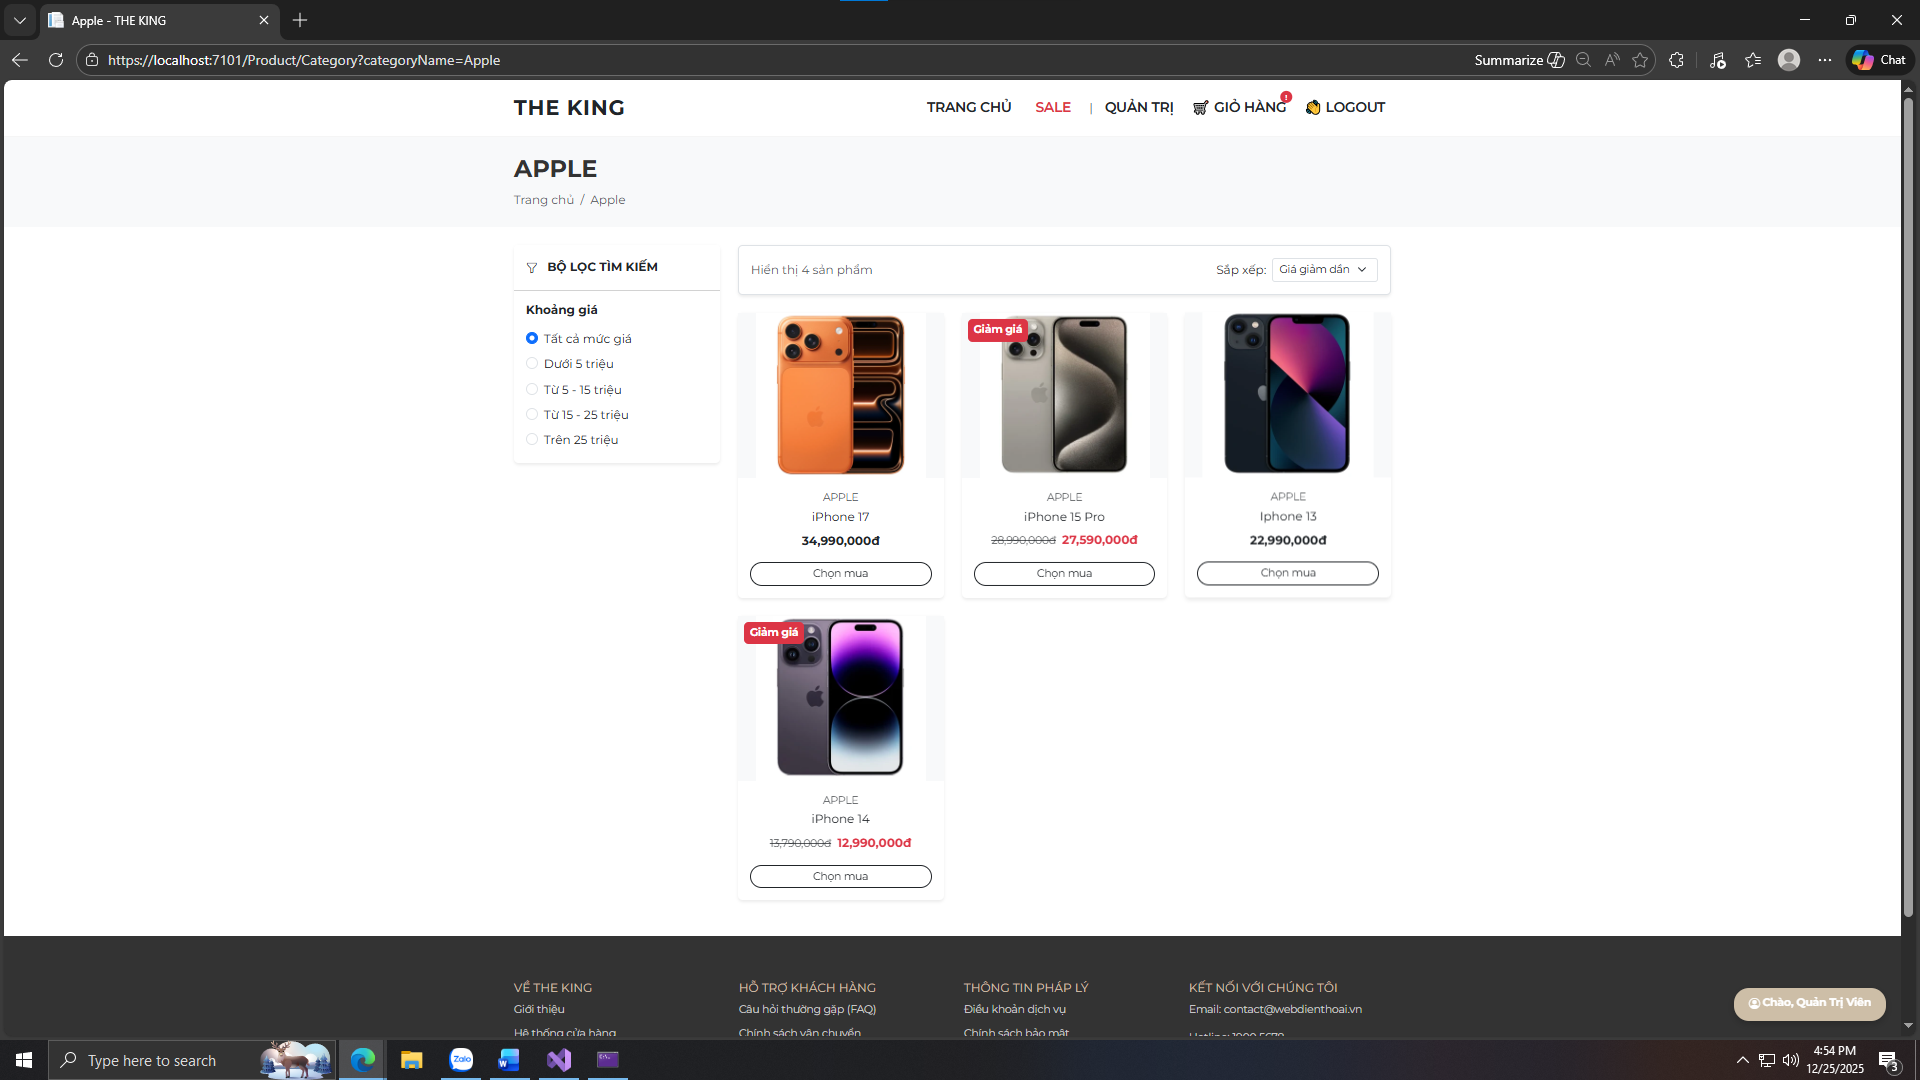 Apple - THE KING
https://localhost:7101/Product/Category?categoryName=Apple
Summarize
Chat
THE KING
TRANG CHỦ
SALE
|
QUẢN TRỊ
GIỎ HÀNG
!
LOGOUT
APPLE
Trang chủ / Apple
BỘ LỌC TÌM KIẾM
Khoảng giá
Tất cả mức giá
Dưới 5 triệu
Từ 5 - 15 triệu
Từ 15 - 25 triệu
Trên 25 triệu
Hiển thị 4 sản phẩm
Sắp xếp: Giá giảm dần
APPLE
iPhone 17
34,990,000đ
Chọn mua
Giảm giá
APPLE
iPhone 15 Pro
28,990,000đ 27,590,000đ
Chọn mua
APPLE
Iphone 13
22,990,000đ
Chọn mua
Giảm giá
APPLE
iPhone 14
13,790,000đ 12,990,000đ
Chọn mua
VỀ THE KING
Giới thiệu
Hệ thống cửa hàng
HỖ TRỢ KHÁCH HÀNG
Câu hỏi thường gặp (FAQ)
Chính sách vận chuyển
THÔNG TIN PHÁP LÝ
Điều khoản dịch vụ
Chính sách bảo mật
KẾT NỐI VỚI CHÚNG TÔI
Email: contact@webdienthoai.vn
Hotline: 1900 5678
Chào, Quản Trị Viên
Type here to search
Zalo
4:54 PM
12/25/2025
3